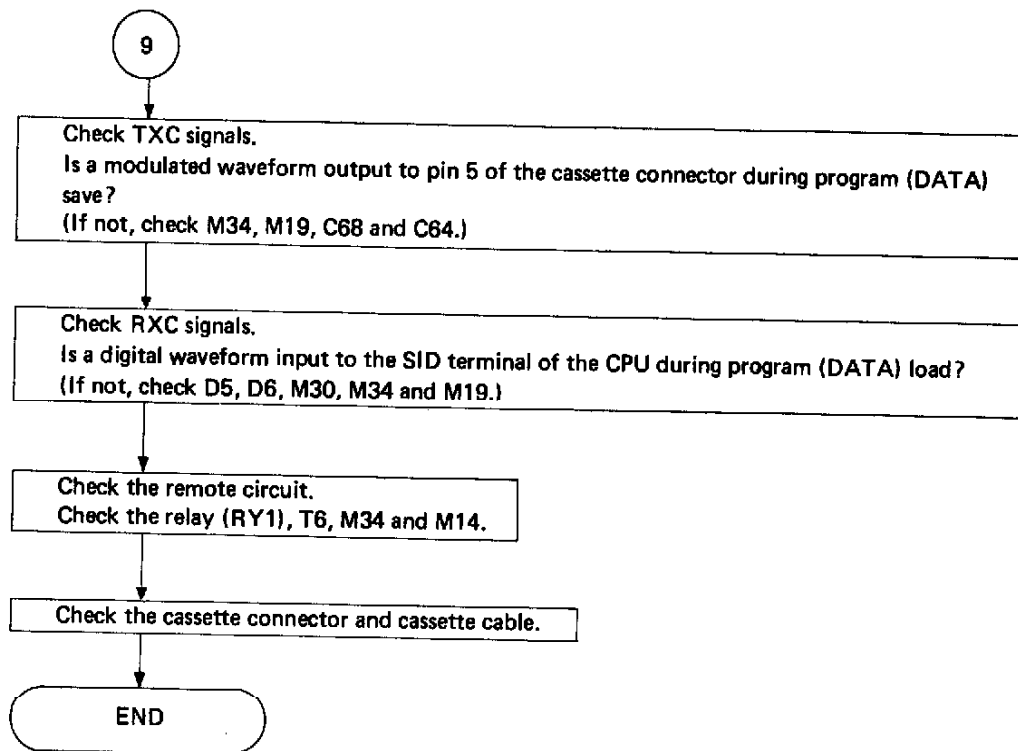 9
Check TXC signals.
Is a modulated waveform output to pin 5 of the cassette connector during program (DATA)
save?
(If not, check M34, M19, C68 and C64.)
Check RXC signals.
Is a digital waveform input to the SID terminal of the CPU during program (DATA) load?
(If not, check D5, D6, M30, M34 and M19.)
Check the remote circuit.
Check the relay (RY1), T6, M34 and M14.
Check the cassette connector and cassette cable.
END